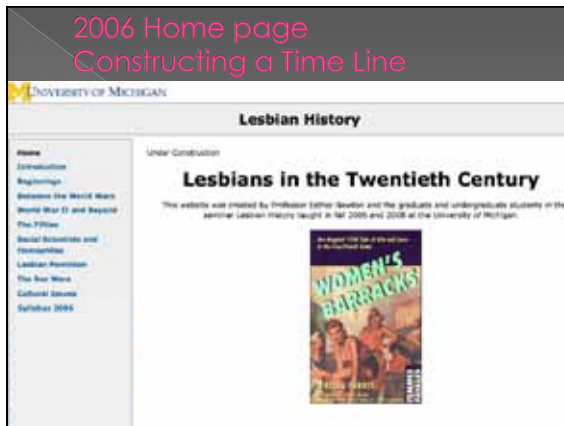 2006 Home page
Constructing a Time Line
UNIVERSITY OF MICHIGAN
Lesbian History
Home
Introduction
Beginnings
Between the World Wars
World War II and Beyond
The Fifties
Social Scientists and
Homophiles
Lesbian Feminism
The Sex Wars
Cultural Issues
Syllabus 2005
Under Construction
Lesbians in the Twentieth Century
This website was created by Professor Esther Newton and the graduate and undergraduate students in the
seminar Lesbian History taught in fall 2005 and 2006 at the University of Michigan.
WOMEN'S
BARRACKS